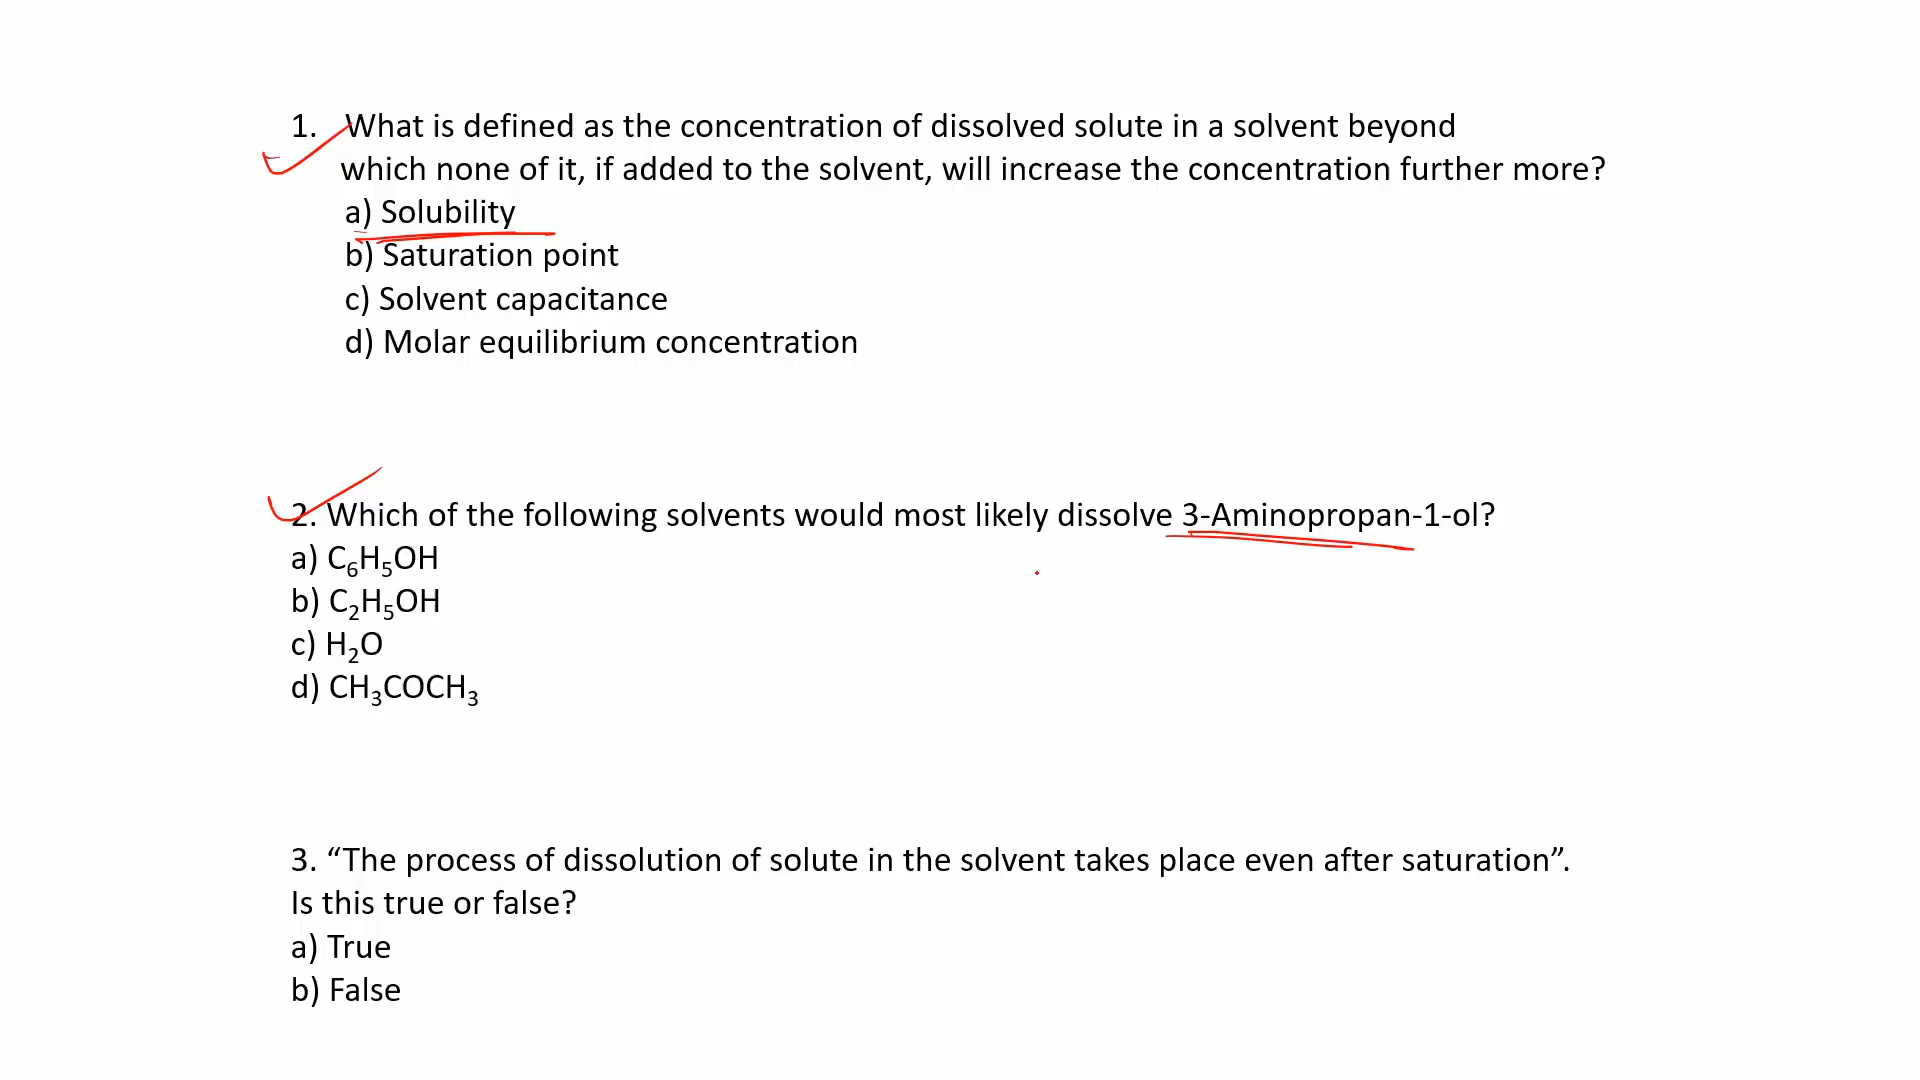 1. What is defined as the concentration of dissolved solute in a solvent beyond
which none of it, if added to the solvent, will increase the concentration further more?
a) Solubility
b) Saturation point
c) Solvent capacitance
d) Molar equilibrium concentration
2. Which of the following solvents would most likely dissolve 3-Aminopropan-1-ol?
a) C₆H₅OH
b) C₂H₅OH
c) H₂O
d) CH₃COCH₃
3. “The process of dissolution of solute in the solvent takes place even after saturation”.
Is this true or false?
a) True
b) False